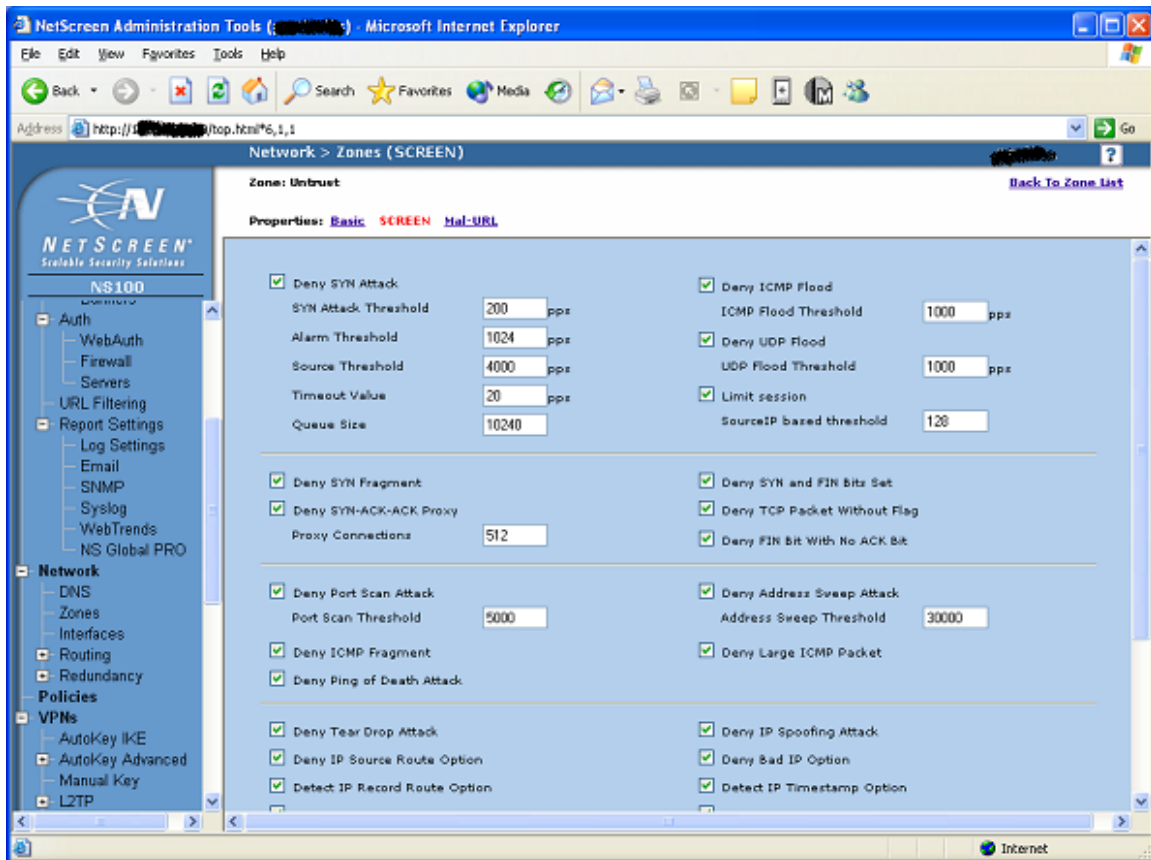 NetScreen Administration Tools ( ) - Microsoft Internet Explorer
File Edit View Favorites Tools Help
Back Search Favorites Media
Address http:// /top.html*6,1,1 Go
Network > Zones (SCREEN) ?
Zone: Untrust Back To Zone List
Properties: Basic SCREEN Mal-URL
N
NETSCREEN
Scalable Security Solutions
NS100
Banners
Auth
WebAuth
Firewall
Servers
URL Filtering
Report Settings
Log Settings
Email
SNMP
Syslog
WebTrends
NS Global PRO
Network
DNS
Zones
Interfaces
Routing
Redundancy
Policies
VPNs
AutoKey IKE
AutoKey Advanced
Manual Key
L2TP
Deny SYN Attack
SYN Attack Threshold 200 pps
Alarm Threshold 1024 pps
Source Threshold 4000 pps
Timeout Value 20 pps
Queue Size 10240
Deny ICMP Flood
ICMP Flood Threshold 1000 pps
Deny UDP Flood
UDP Flood Threshold 1000 pps
Limit session
SourceIP based threshold 128
Deny SYN Fragment
Deny SYN-ACK-ACK Proxy
Proxy Connections 512
Deny SYN and FIN Bits Set
Deny TCP Packet Without Flag
Deny FIN Bit With No ACK Bit
Deny Port Scan Attack
Port Scan Threshold 5000
Deny ICMP Fragment
Deny Ping of Death Attack
Deny Address Sweep Attack
Address Sweep Threshold 30000
Deny Large ICMP Packet
Deny Tear Drop Attack
Deny IP Source Route Option
Detect IP Record Route Option
Deny IP Spoofing Attack
Deny Bad IP Option
Detect IP Timestamp Option
Internet